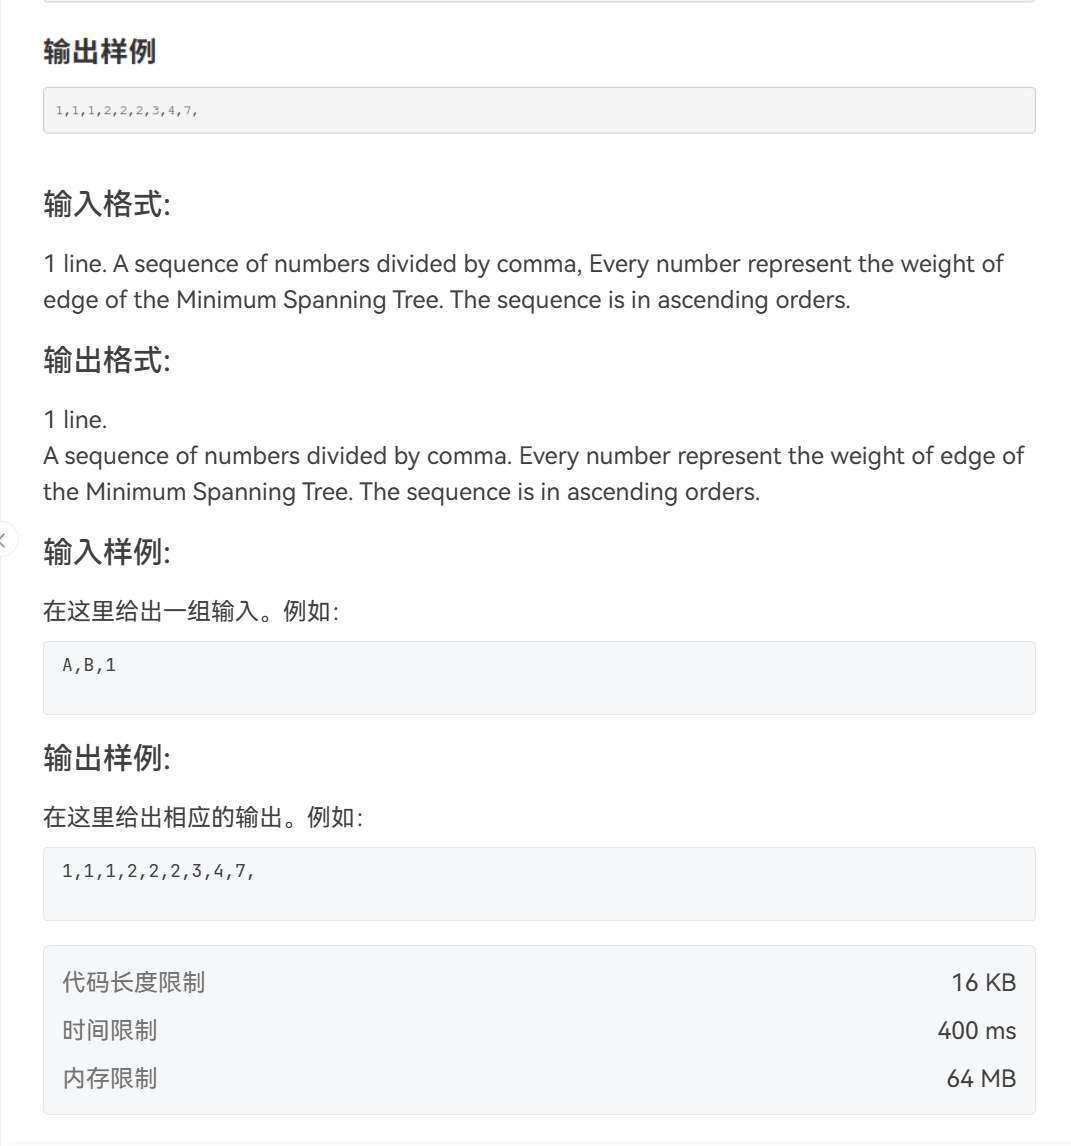 输出样例
1,1,1,2,2,2,3,4,7,
输入格式:
1 line. A sequence of numbers divided by comma, Every number represent the weight of
edge of the Minimum Spanning Tree. The sequence is in ascending orders.
输出格式:
1 line.
A sequence of numbers divided by comma. Every number represent the weight of edge of
the Minimum Spanning Tree. The sequence is in ascending orders.
输入样例:
在这里给出一组输入。例如：
A,B,1
输出样例:
在这里给出相应的输出。例如：
1,1,1,2,2,2,3,4,7,
代码长度限制 16 KB
时间限制 400 ms
内存限制 64 MB